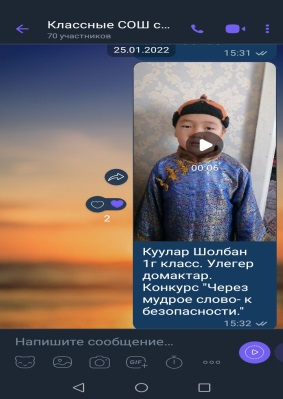 Классные СОШ с...
70 участников
25.01.2022
15:31
00:06
2
Куулар Шолбан
1г класс. Улегер
домактар.
Конкурс "Через
мудрое слово- к
безопасности."
15:32
Напишите сообщение...
GIF+